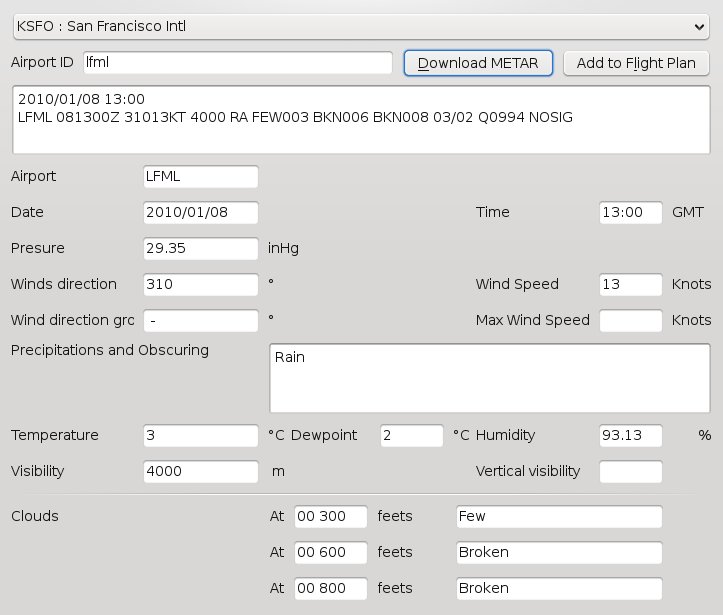 KSFO : San Francisco Intl
Airport ID lfml Download METAR Add to Flight Plan
2010/01/08 13:00
LFML 081300Z 31013KT 4000 RA FEW003 BKN006 BKN008 03/02 Q0994 NOSIG
Airport LFML
Date 2010/01/08 Time 13:00 GMT
Presure 29.35 inHg
Winds direction 310 ° Wind Speed 13 Knots
Wind direction grc - ° Max Wind Speed Knots
Precipitations and Obscuring Rain
Temperature 3 °C Dewpoint 2 °C Humidity 93.13 %
Visibility 4000 m Vertical visibility
Clouds At 00 300 feets Few
At 00 600 feets Broken
At 00 800 feets Broken